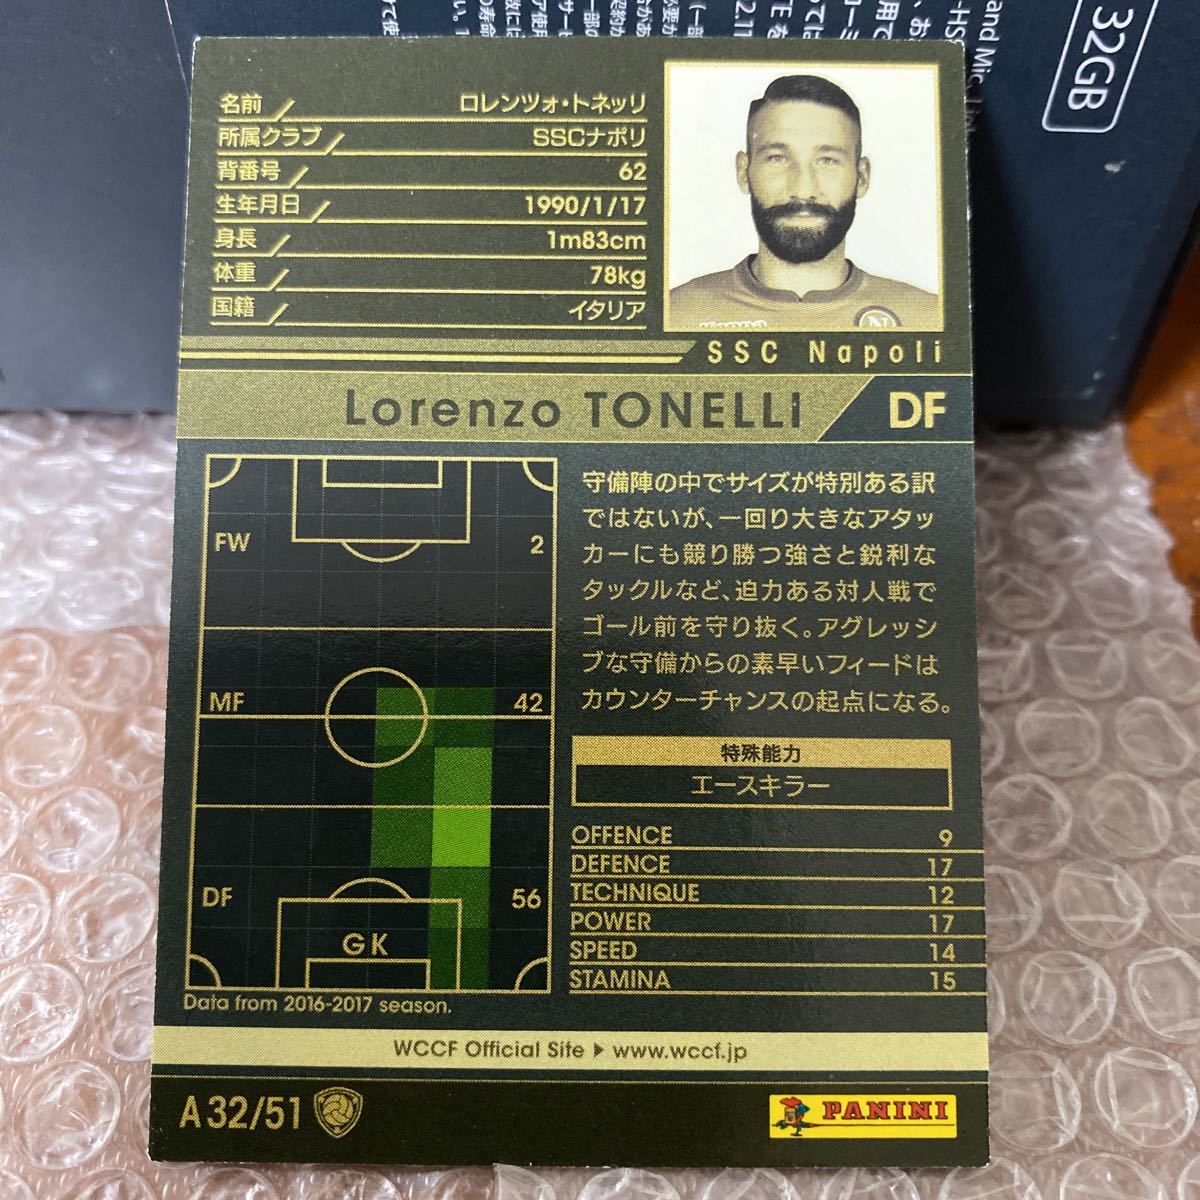 32GB
名前 ロレンツォ・トネッリ
所属クラブ SSCナポリ
背番号 62
生年月日 1990/1/17
身長 1m83cm
体重 78kg
国籍 イタリア
SSC Napoli
Lorenzo TONELLI DF
FW 2
MF 42
DF 56
GK
Data from 2016-2017 season.
守備陣の中でサイズが特別ある訳
ではないが、一回り大きなアタッ
カーにも競り勝つ強さと鋭利な
タックルなど、迫力ある対人戦で
ゴール前を守り抜く。アグレッシ
ブな守備からの素早いフィードは
カウンターチャンスの起点になる。
特殊能力
エースキラー
OFFENCE 9
DEFENCE 17
TECHNIQUE 12
POWER 17
SPEED 14
STAMINA 15
WCCF Official Site ▶ www.wccf.jp
A32/51
PANINI